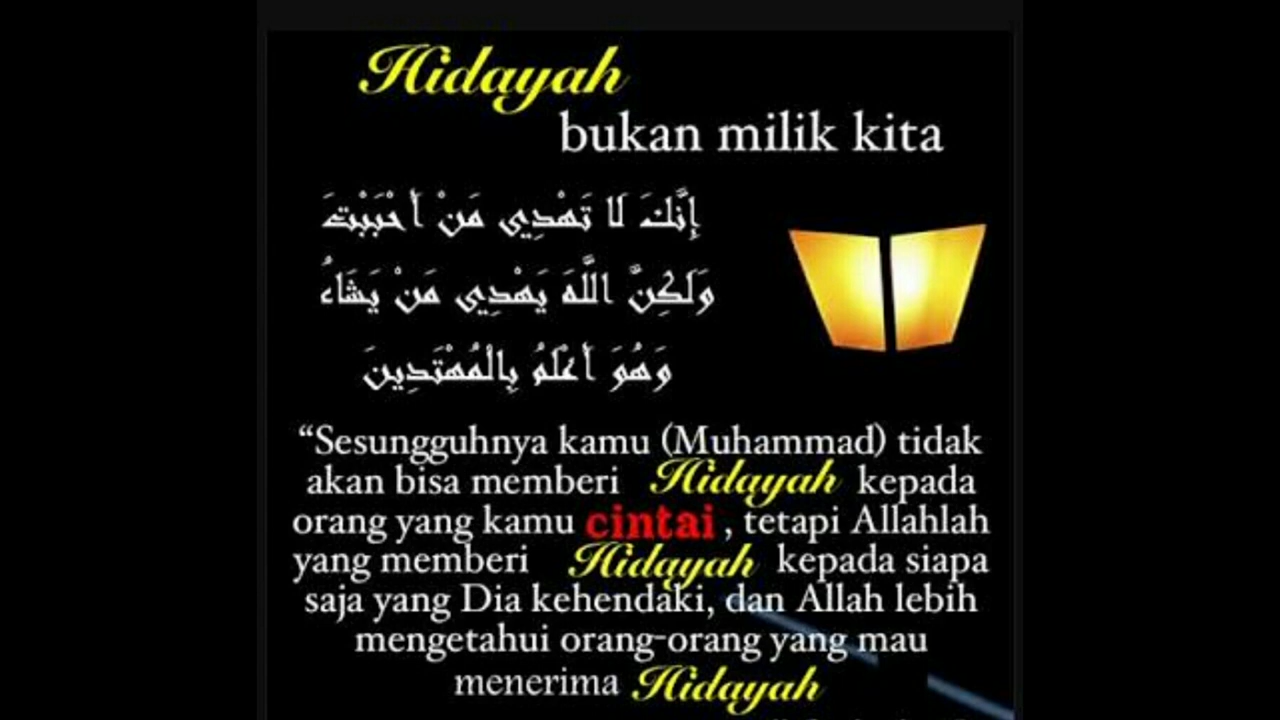 Hidayah
bukan milik kita
إِنَّكَ لَا تَهْدِي مَنْ أَحْبَبْتَ
وَلَكِنَّ اللَّهَ يَهْدِي مَنْ يَشَاءُ
وَهُوَ أَعْلَمُ بِالْمُهْتَدِينَ
“Sesungguhnya kamu (Muhammad) tidak
akan bisa memberi Hidayah kepada
orang yang kamu cintai , tetapi Allahlah
yang memberi Hidayah kepada siapa
saja yang Dia kehendaki, dan Allah lebih
mengetahui orang-orang yang mau
menerima Hidayah